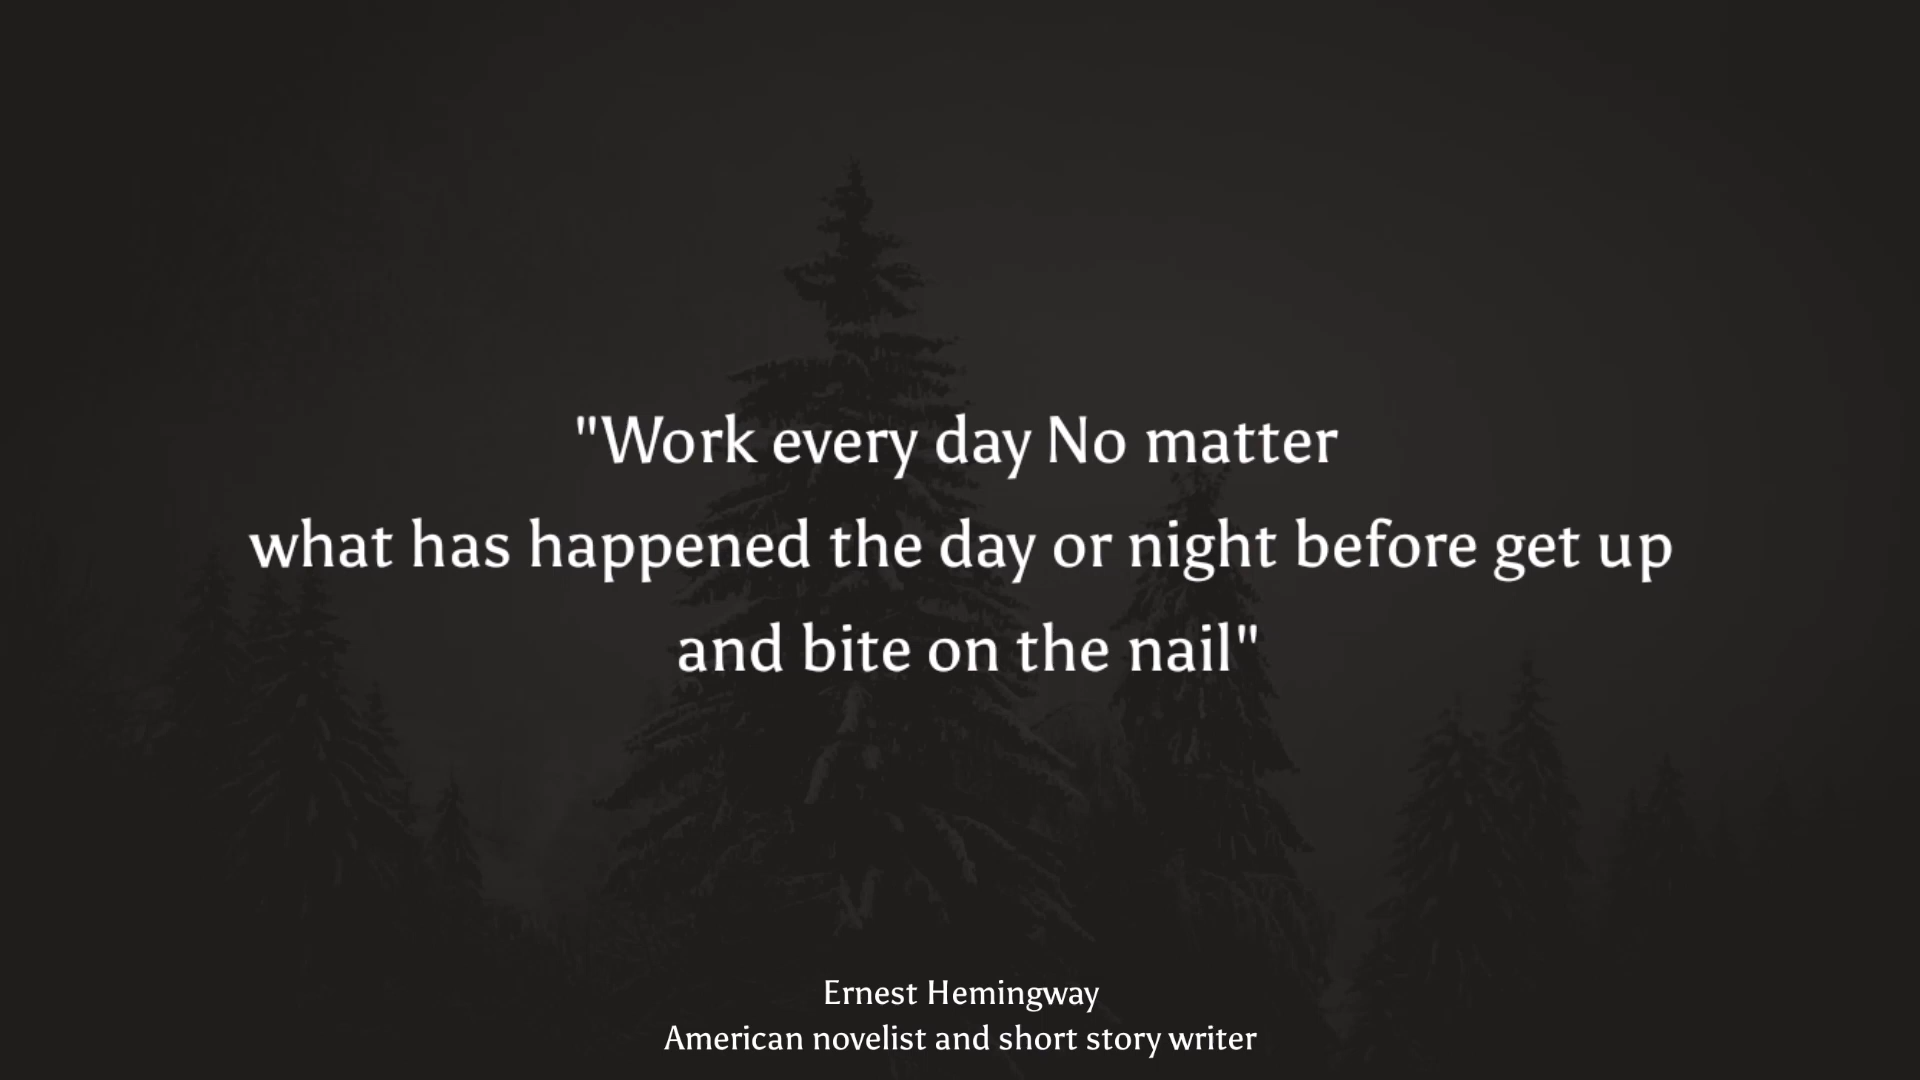 "Work every day No matter
what has happened the day or night before get up
and bite on the nail"
Ernest Hemingway
American novelist and short story writer